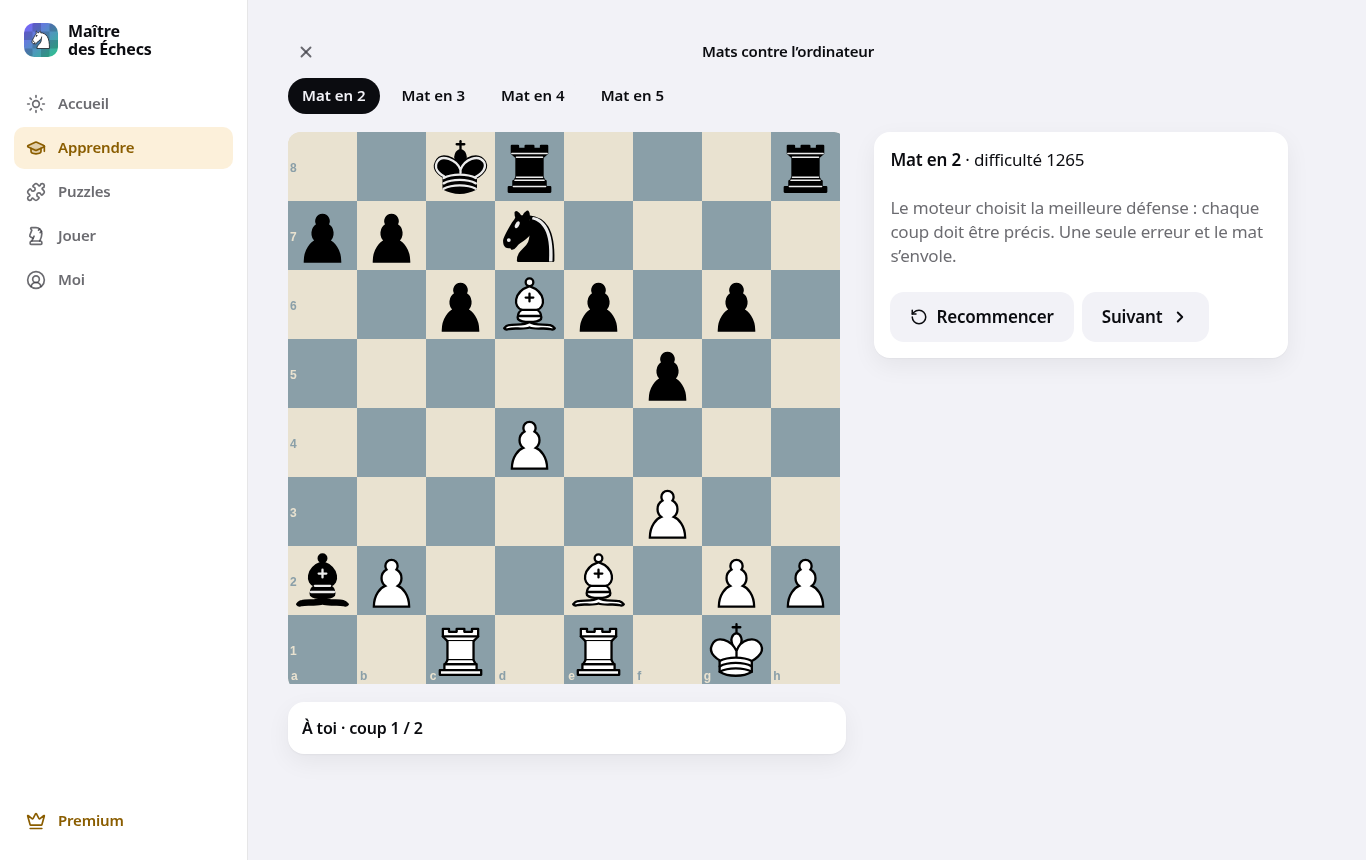 Maître
des Échecs
Accueil
Apprendre
Puzzles
Jouer
Moi
Premium
Mats contre l’ordinateur
Mat en 2
Mat en 3
Mat en 4
Mat en 5
8
7
6
5
4
3
2
1
a b c d e f g h
À toi · coup 1 / 2
Mat en 2 · difficulté 1265
Le moteur choisit la meilleure défense : chaque
coup doit être précis. Une seule erreur et le mat
s’envole.
Recommencer
Suivant